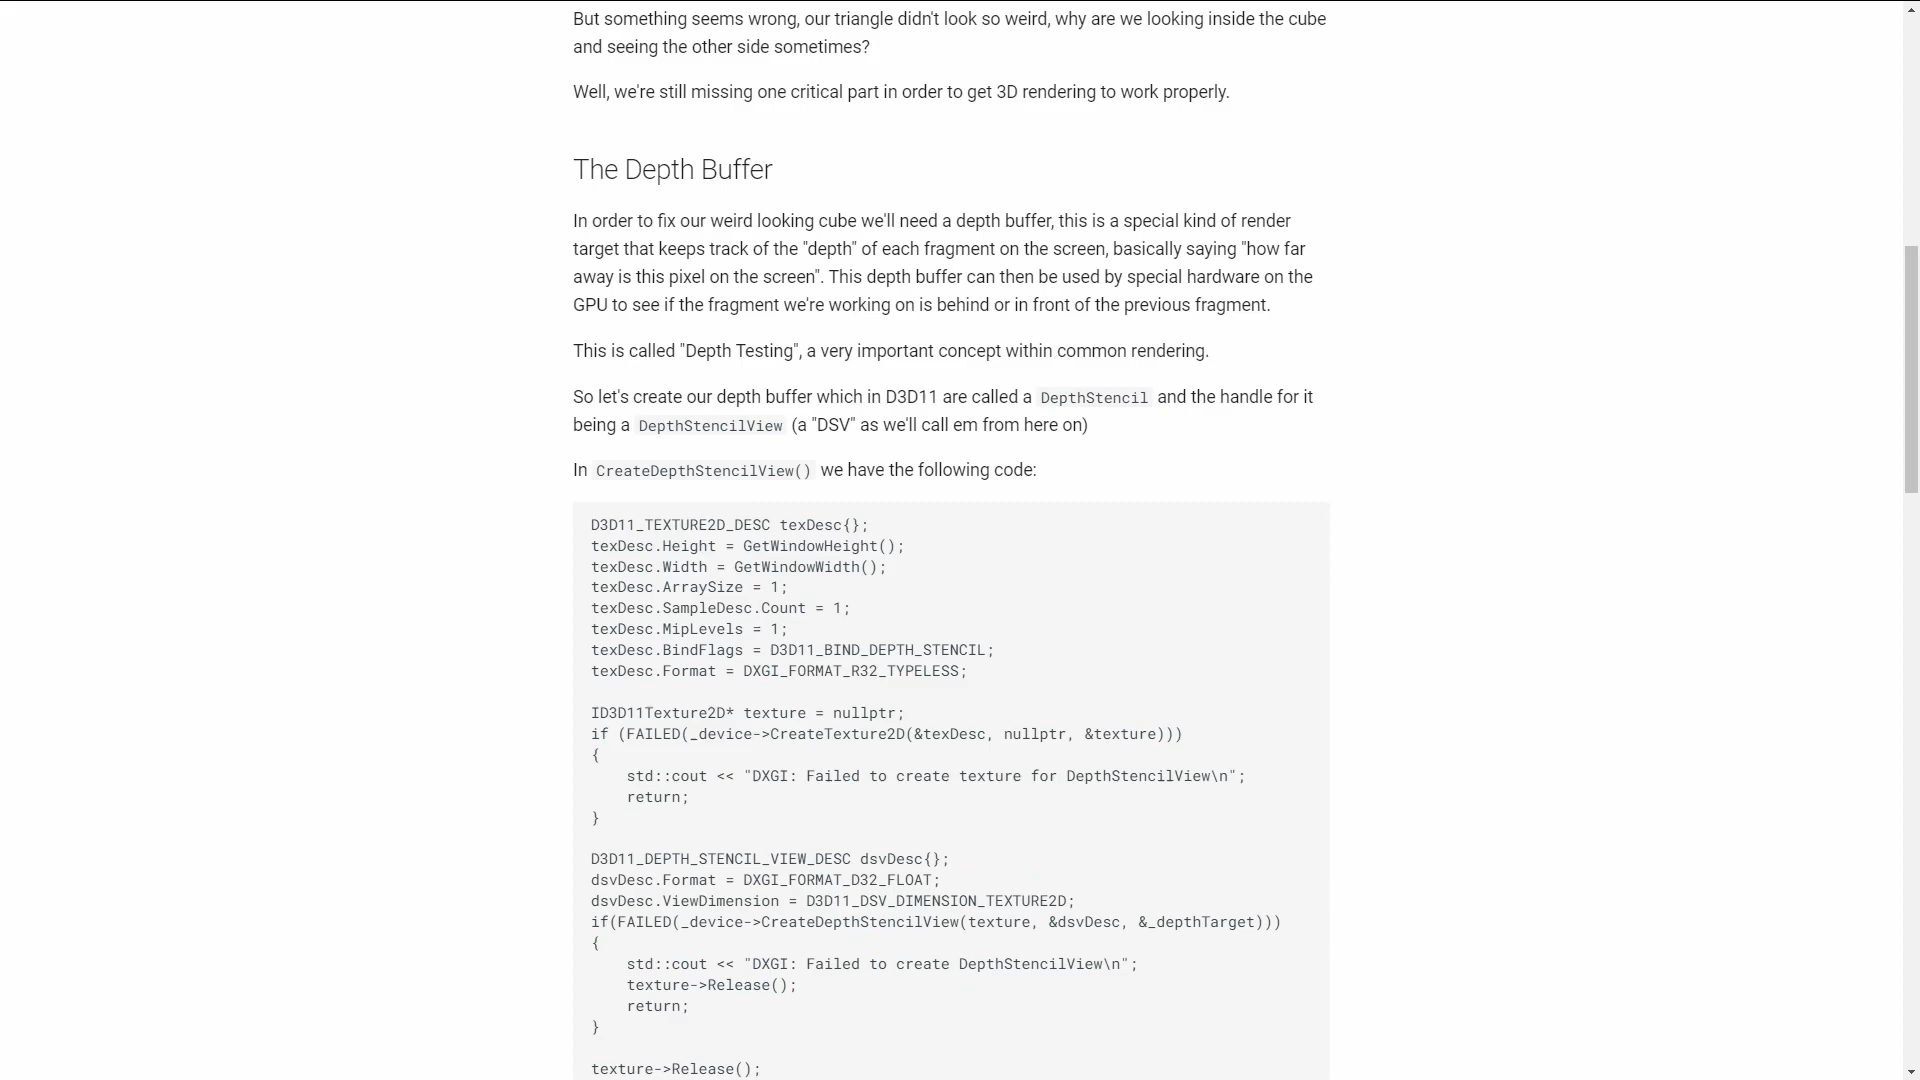 But something seems wrong, our triangle didn't look so weird, why are we looking inside the cube
and seeing the other side sometimes?
Well, we're still missing one critical part in order to get 3D rendering to work properly.
The Depth Buffer
In order to fix our weird looking cube we'll need a depth buffer, this is a special kind of render
target that keeps track of the "depth" of each fragment on the screen, basically saying "how far
away is this pixel on the screen". This depth buffer can then be used by special hardware on the
GPU to see if the fragment we're working on is behind or in front of the previous fragment.
This is called "Depth Testing", a very important concept within common rendering.
So let's create our depth buffer which in D3D11 are called a DepthStencil and the handle for it
being a DepthStencilView (a "DSV" as we'll call em from here on)
In CreateDepthStencilView() we have the following code:
D3D11_TEXTURE2D_DESC texDesc{};
texDesc.Height = GetWindowHeight();
texDesc.Width = GetWindowWidth();
texDesc.ArraySize = 1;
texDesc.SampleDesc.Count = 1;
texDesc.MipLevels = 1;
texDesc.BindFlags = D3D11_BIND_DEPTH_STENCIL;
texDesc.Format = DXGI_FORMAT_R32_TYPELESS;
ID3D11Texture2D* texture = nullptr;
if (FAILED(_device->CreateTexture2D(&texDesc, nullptr, &texture)))
{
    std::cout << "DXGI: Failed to create texture for DepthStencilView\n";
    return;
}
D3D11_DEPTH_STENCIL_VIEW_DESC dsvDesc{};
dsvDesc.Format = DXGI_FORMAT_D32_FLOAT;
dsvDesc.ViewDimension = D3D11_DSV_DIMENSION_TEXTURE2D;
if(FAILED(_device->CreateDepthStencilView(texture, &dsvDesc, &_depthTarget)))
{
    std::cout << "DXGI: Failed to create DepthStencilView\n";
    texture->Release();
    return;
}
texture->Release();